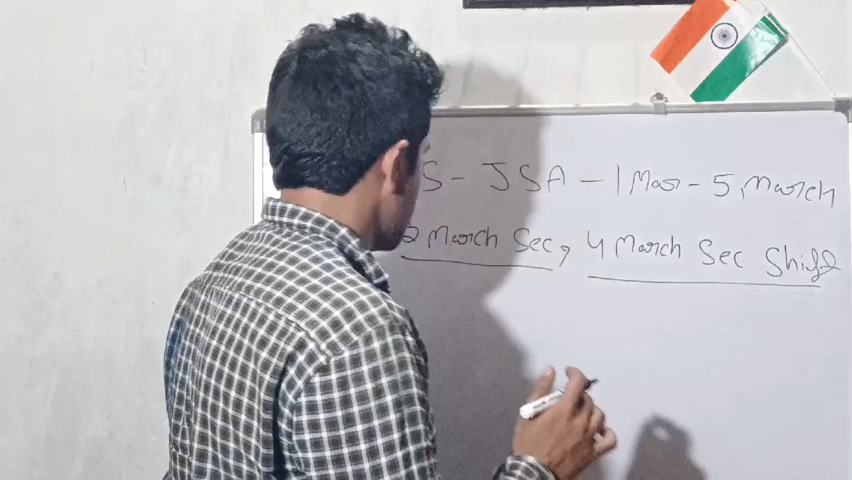 S - JSA - 1 Mar - 5, March
2 March Sec, 4 March Sec Shift